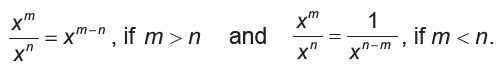 x^m / x^n = x^{m−n}, if m > n and x^m / x^n = 1 / x^{n−m}, if m < n.